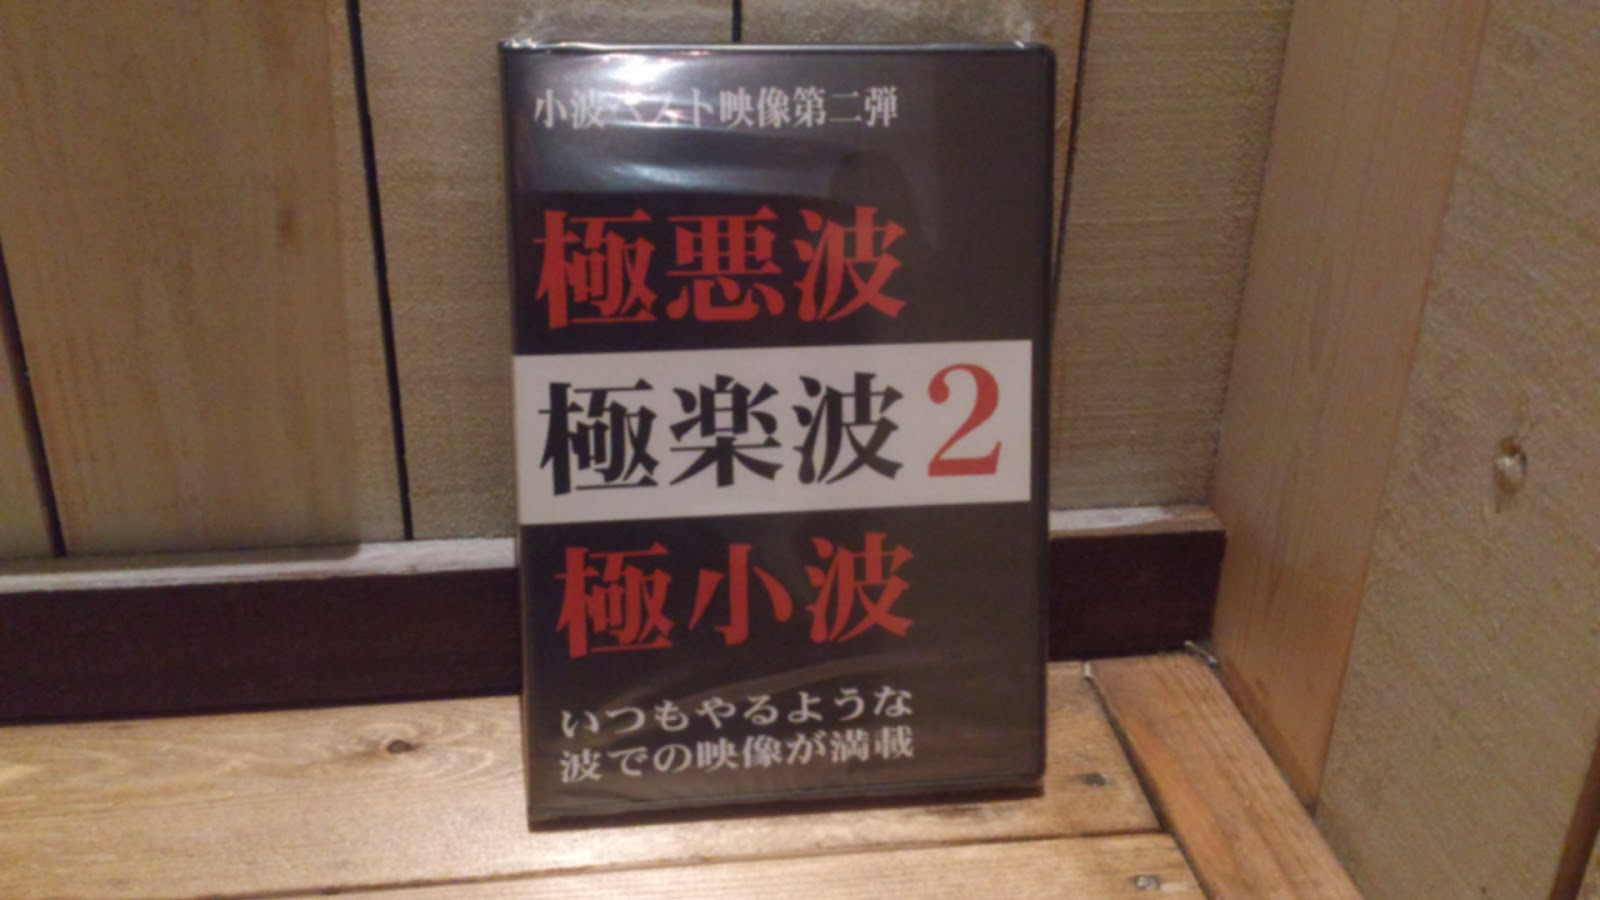 小波ベスト映像第二弾
極悪波
極楽波2
極小波
いつもやるような
波での映像が満載